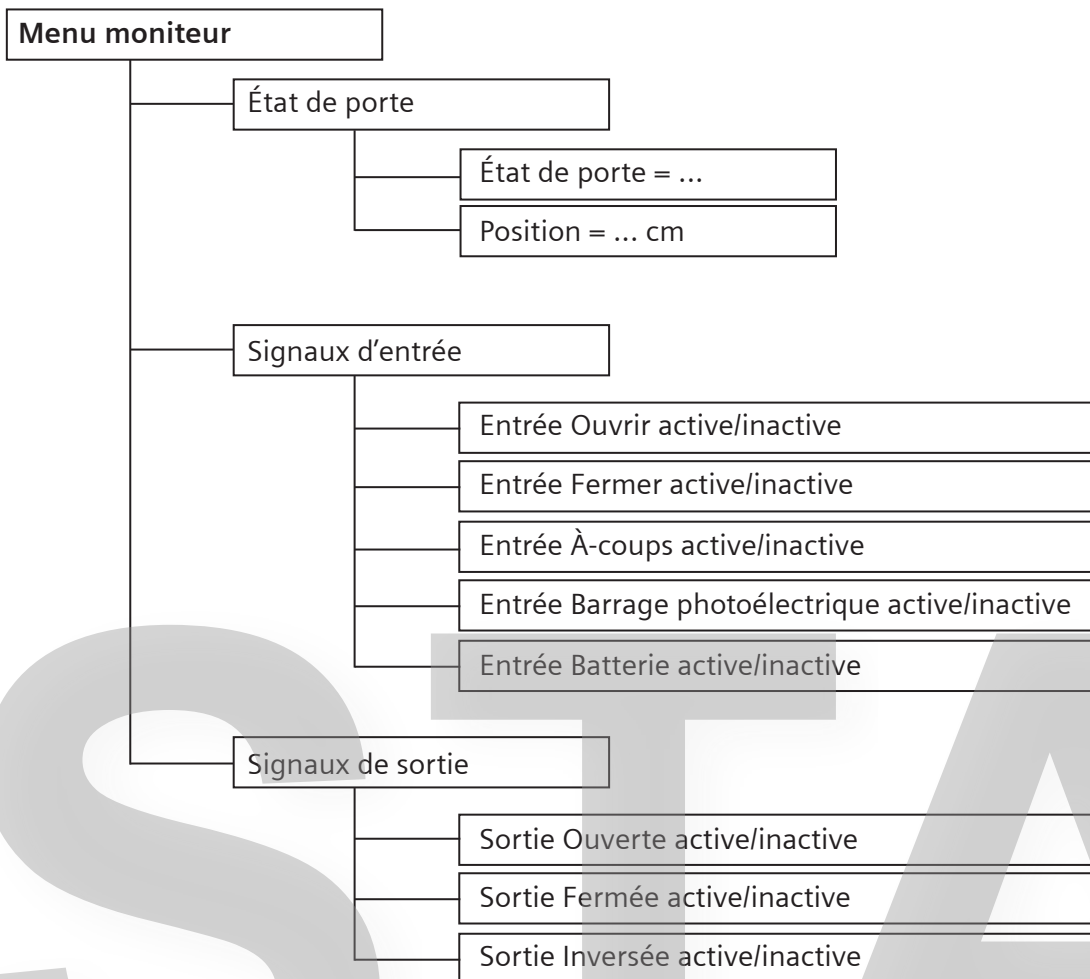 Menu moniteur
État de porte
État de porte = ...
Position = ... cm
Signaux d’entrée
Entrée Ouvrir active/inactive
Entrée Fermer active/inactive
Entrée À-coups active/inactive
Entrée Barrage photoélectrique active/inactive
Entrée Batterie active/inactive
Signaux de sortie
Sortie Ouverte active/inactive
Sortie Fermée active/inactive
Sortie Inversée active/inactive
STA